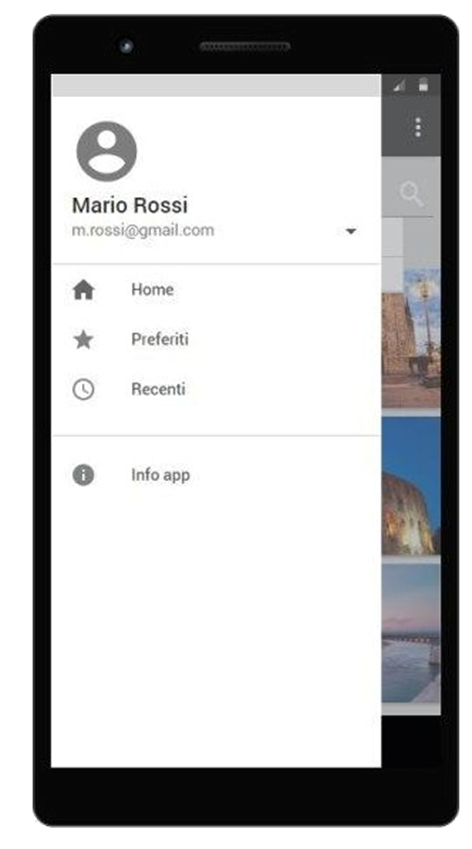 Mario Rossi
m.rossi@gmail.com
Home
Preferiti
Recenti
Info app